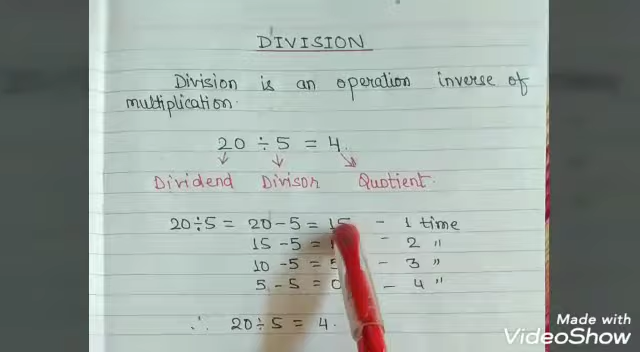 DIVISION
Division is an operation inverse of
multiplication.
20 ÷ 5 = 4.
Dividend Divisor Quotient.
20÷5 = 20-5 = 15 - 1 time
15 -5 = - 2 "
10 -5 = 5 - 3 "
5 - 5 = 0 - 4 "
∴ 20÷5 = 4.
Made with
VideoShow